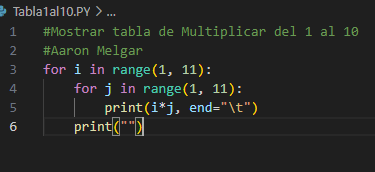 Tabla1al10.PY > ...
1 #Mostrar tabla de Multiplicar del 1 al 10
2 #Aaron Melgar
3 for i in range(1, 11):
4     for j in range(1, 11):
5         print(i*j, end="\t")
6     print("")